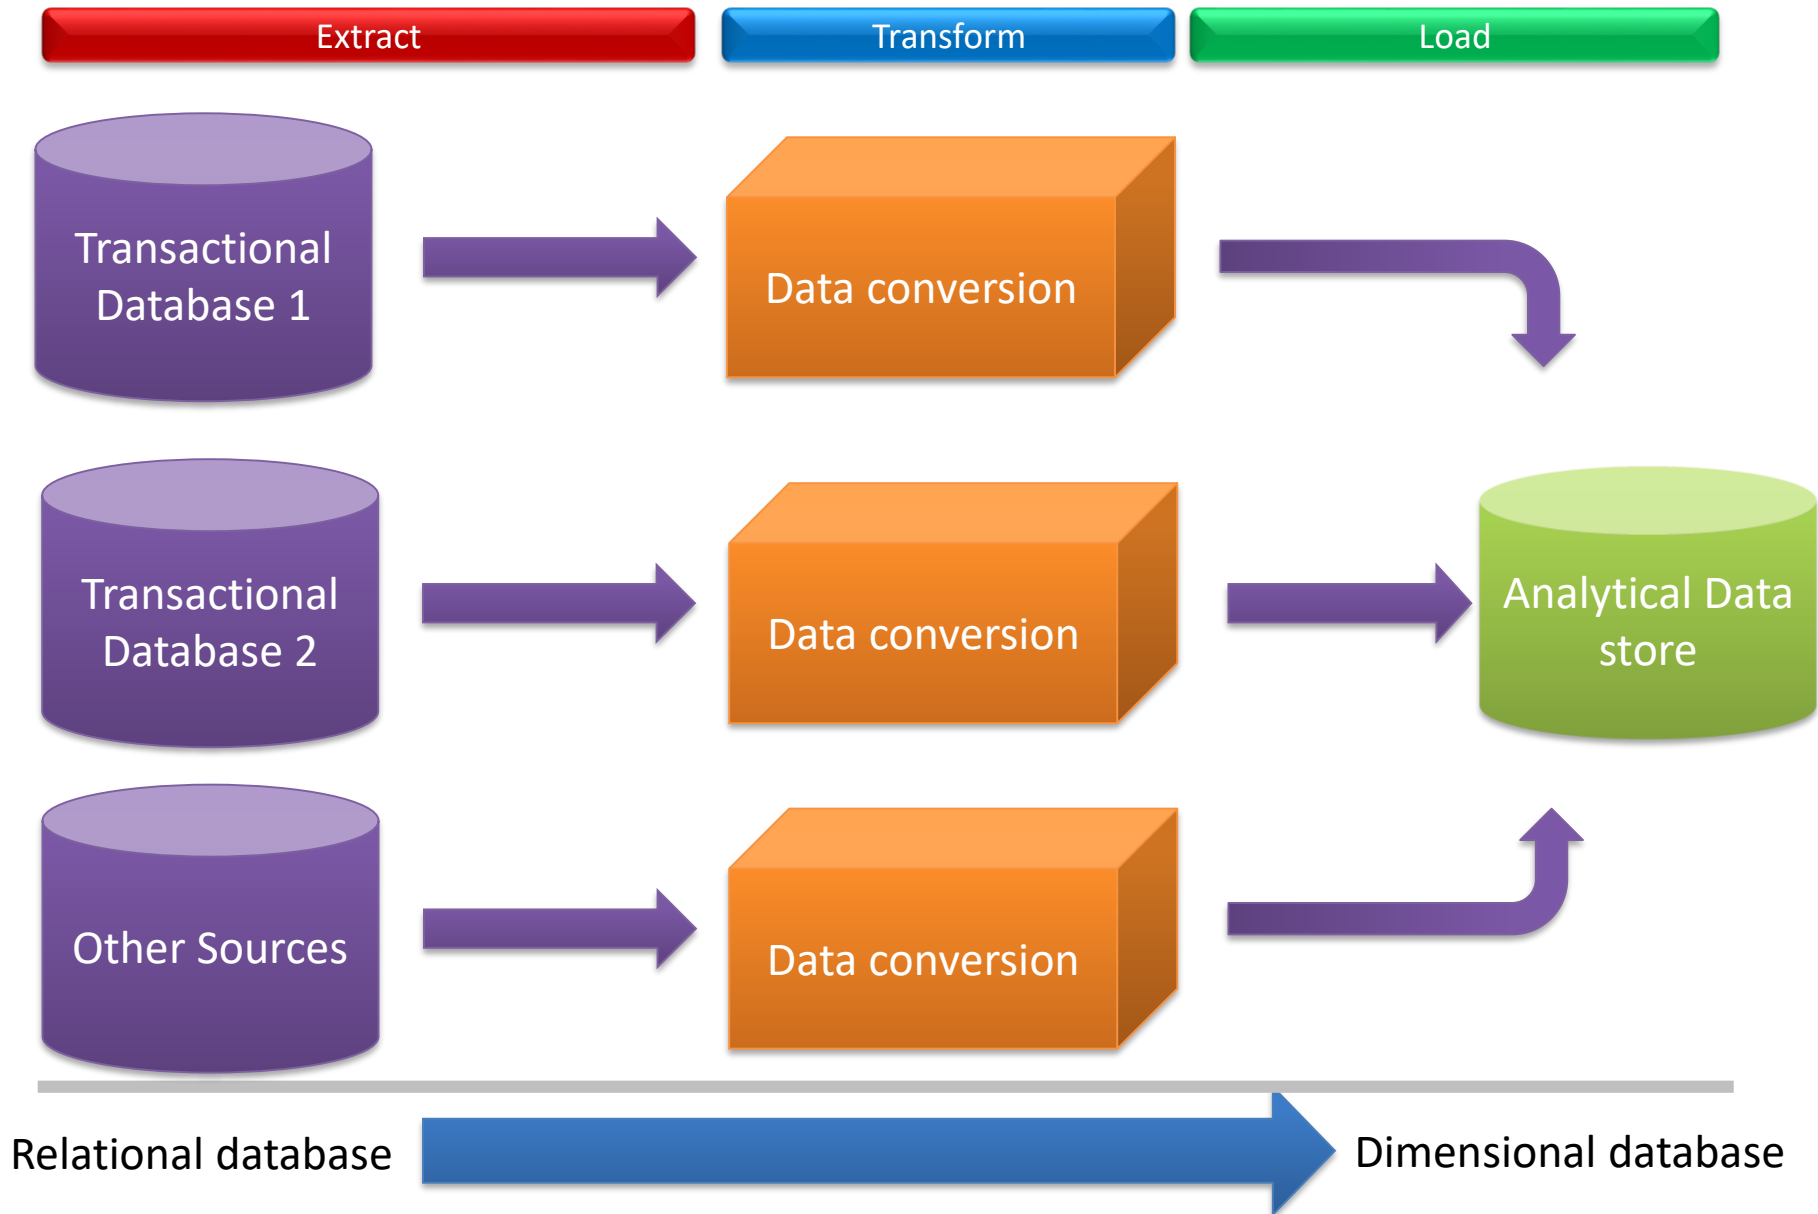 Extract
Transform
Load
Transactional
Database 1
Data conversion
Transactional
Database 2
Data conversion
Analytical Data
store
Other Sources
Data conversion
Relational database
Dimensional database